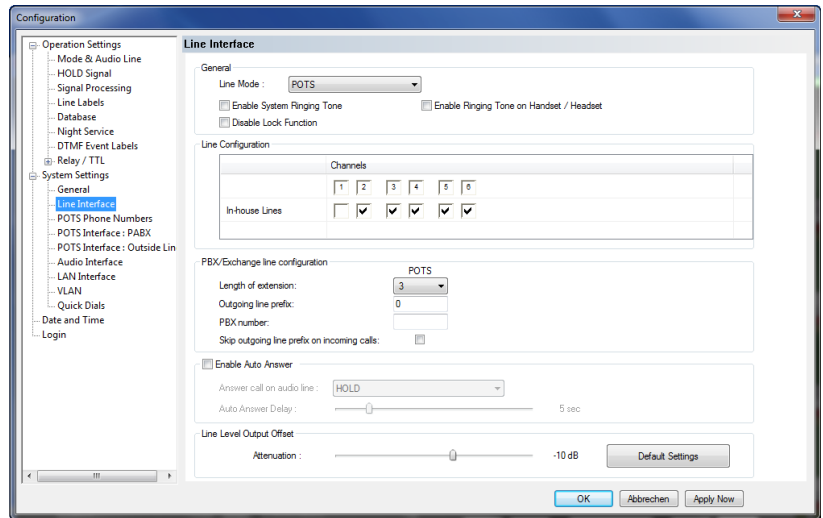 Configuration
Operation Settings
Mode & Audio Line
HOLD Signal
Signal Processing
Line Labels
Database
Night Service
DTMF Event Labels
Relay / TTL
System Settings
General
Line Interface
POTS Phone Numbers
POTS Interface : PABX
POTS Interface : Outside Lin
Audio Interface
LAN Interface
VLAN
Quick Dials
Date and Time
Login
Line Interface
General
Line Mode : POTS
Enable System Ringing Tone Enable Ringing Tone on Handset / Headset
Disable Lock Function
Line Configuration
Channels
1 2 3 4 5 6
In-house Lines
PBX/Exchange line configuration
POTS
Length of extension: 3
Outgoing line prefix: 0
PBX number:
Skip outgoing line prefix on incoming calls:
Enable Auto Answer
Answer call on audio line : HOLD
Auto Answer Delay : 5 sec
Line Level Output Offset
Attenuation : -10 dB Default Settings
OK Abbrechen Apply Now